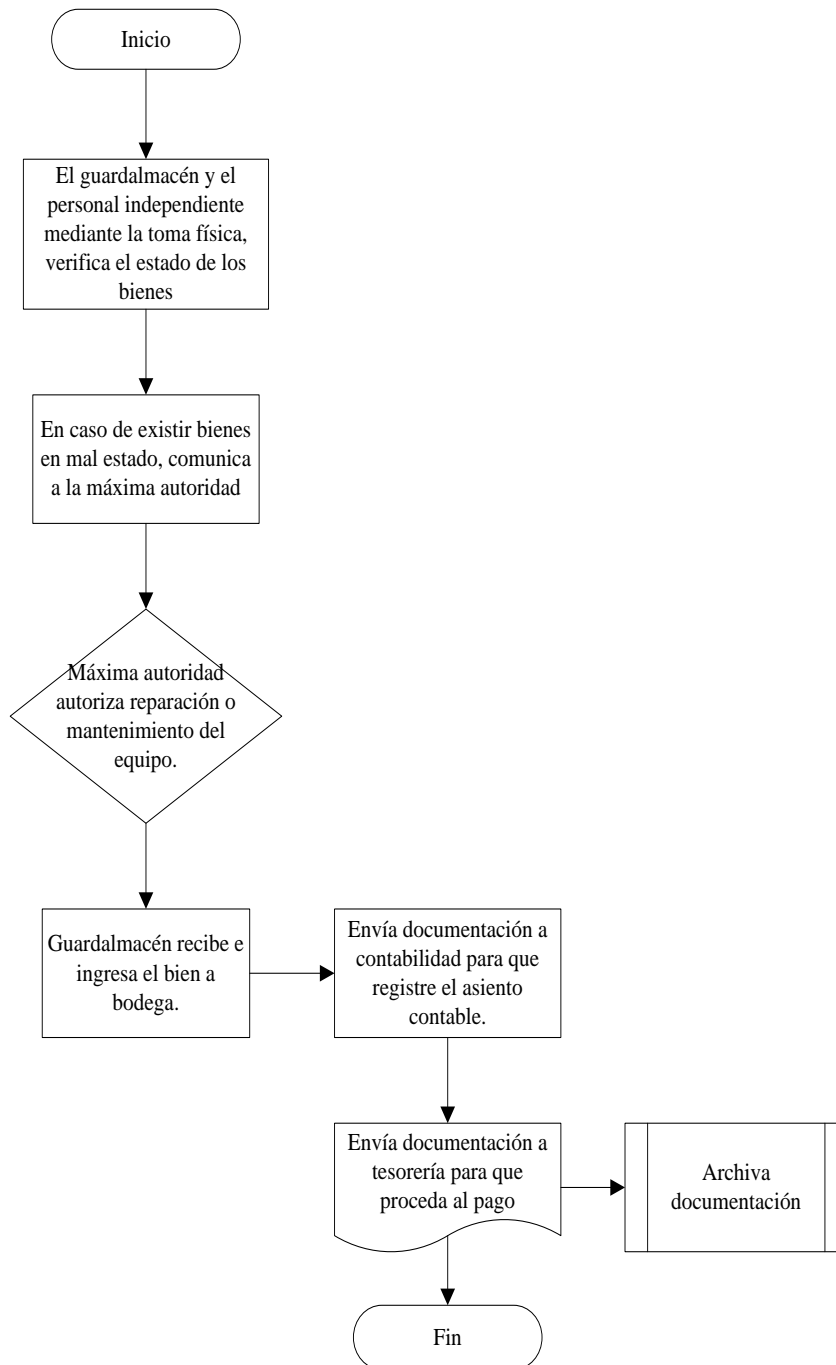 Inicio
El guardalmacén y el
personal independiente
mediante la toma física,
verifica el estado de los
bienes
En caso de existir bienes
en mal estado, comunica
a la máxima autoridad
Máxima autoridad
autoriza reparación o
mantenimiento del
equipo.
Guardalmacén recibe e
ingresa el bien a
bodega.
Envía documentación a
contabilidad para que
registre el asiento
contable.
Envía documentación a
tesorería para que
proceda al pago
Archiva
documentación
Fin